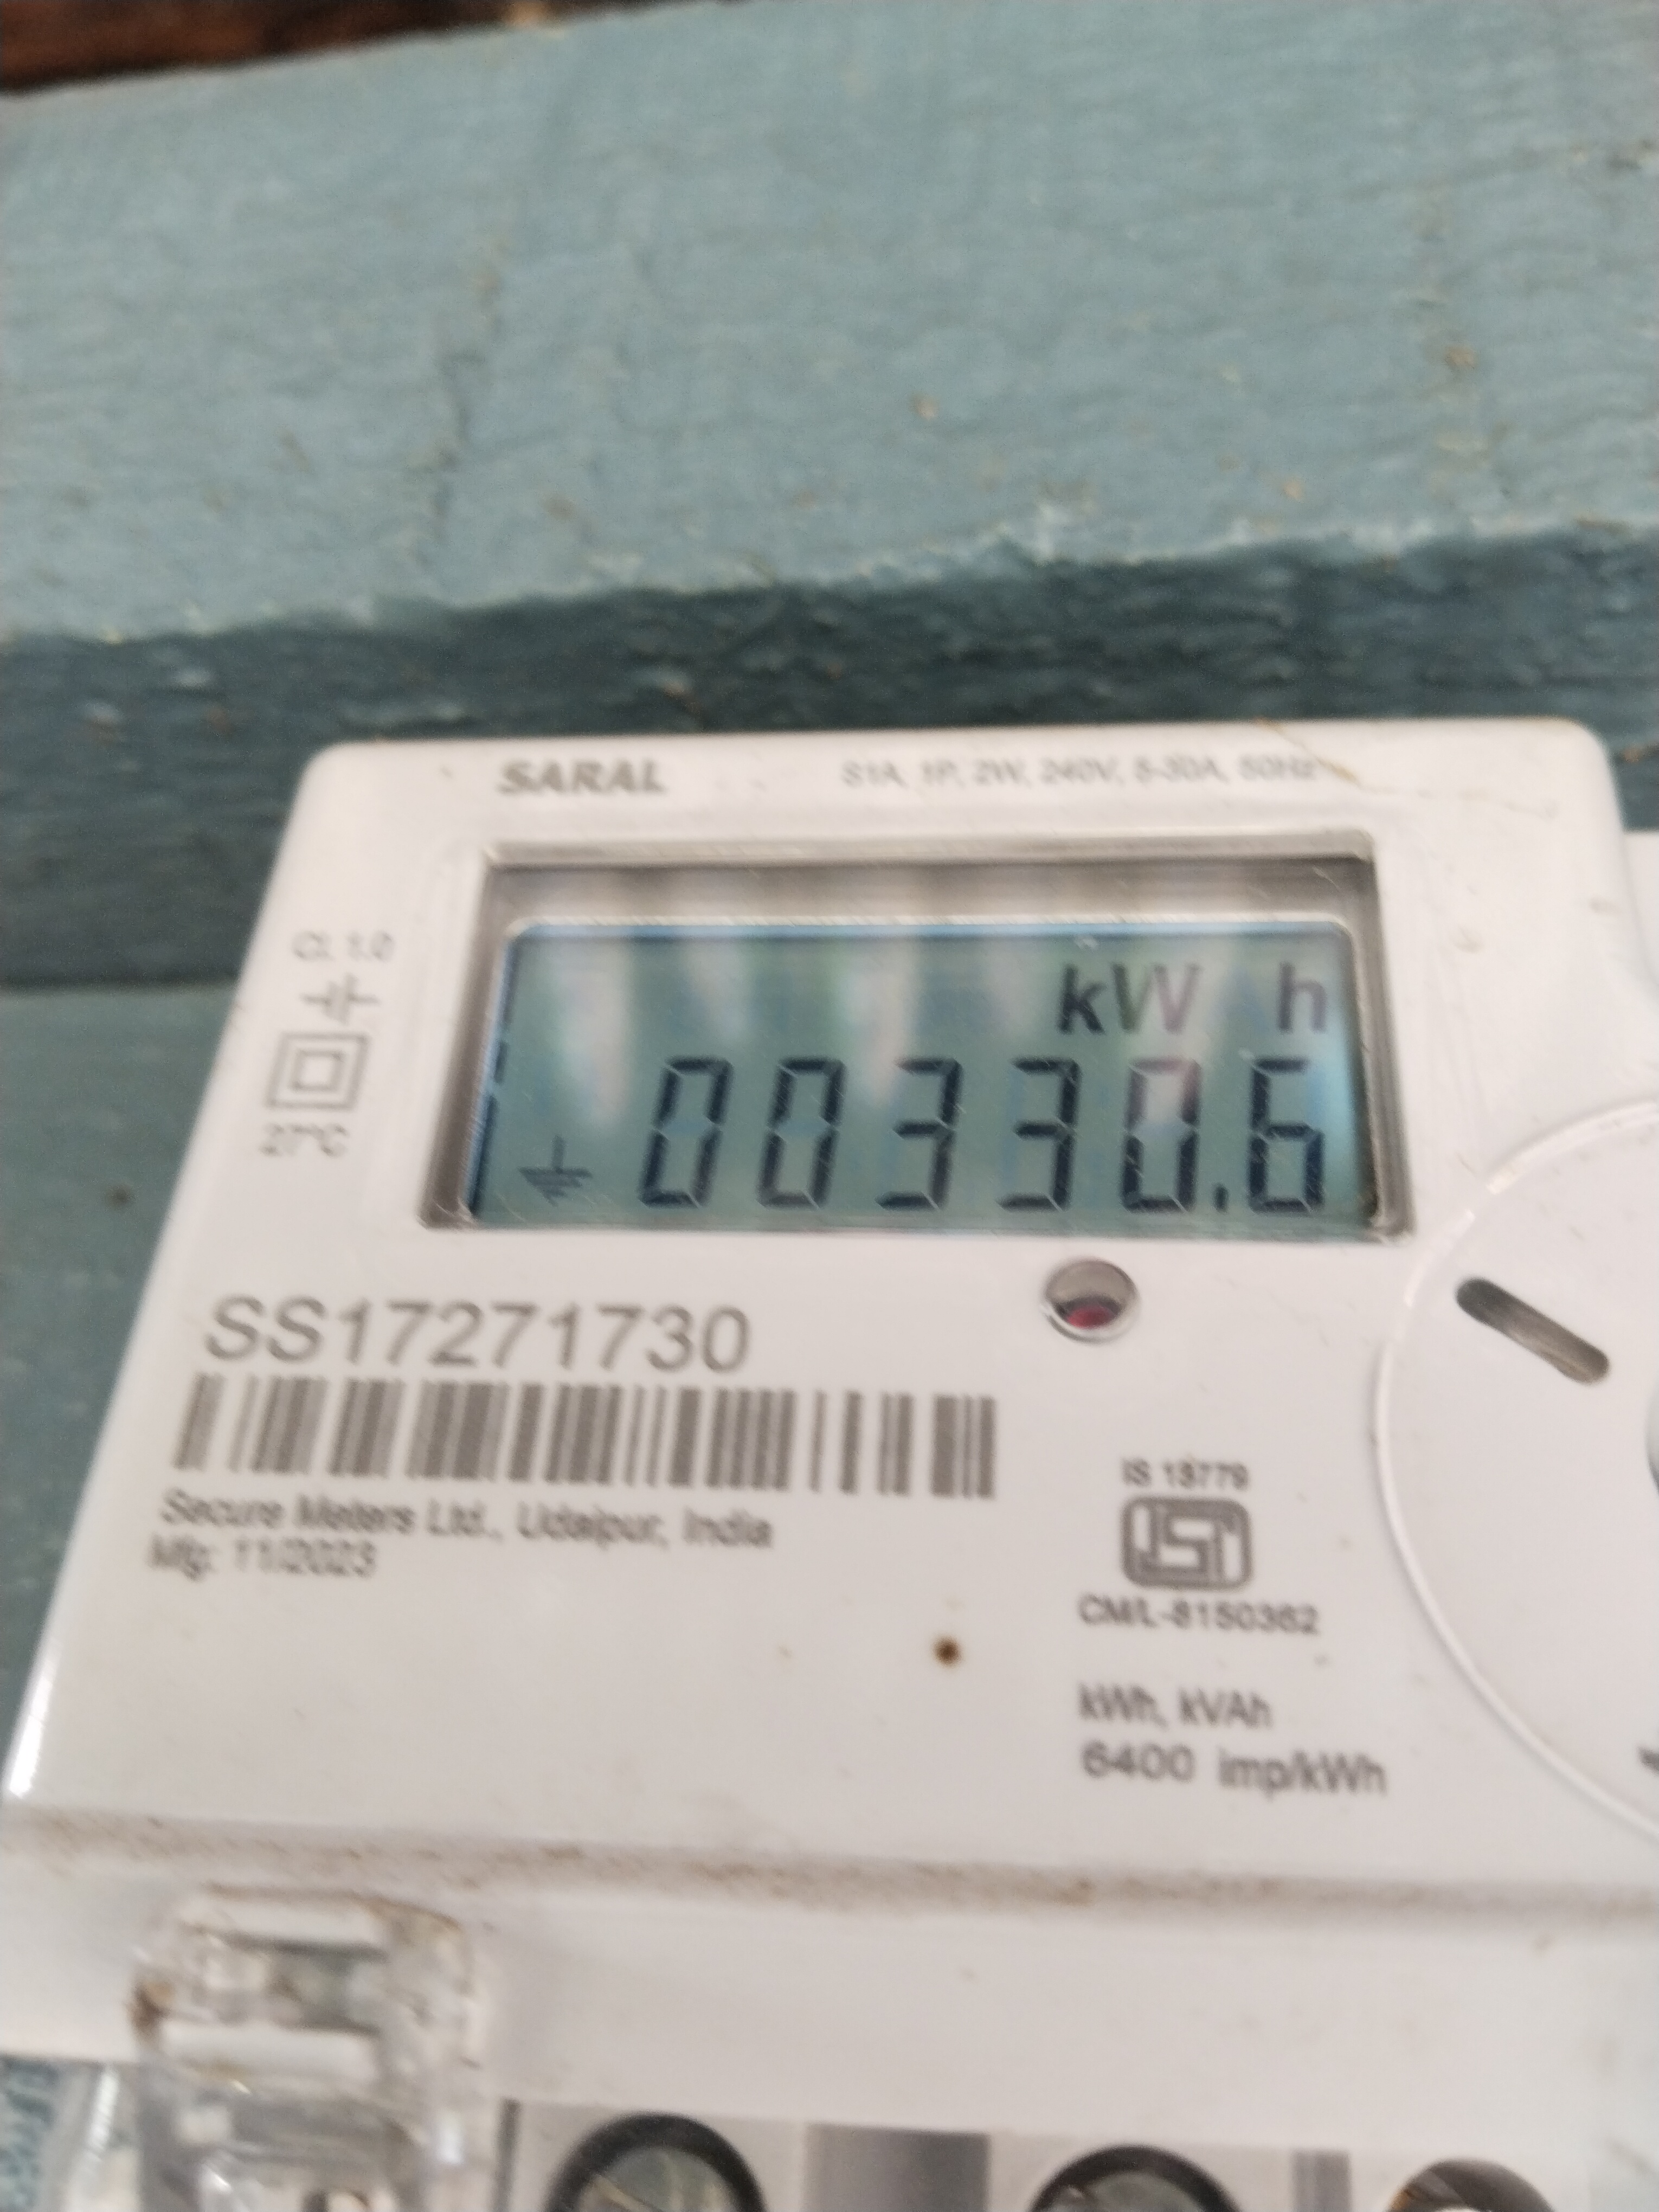 SARAL S1A, 1P, 2W, 240V, 5-30A, 50Hz
Cl. 1.0
27°C
kW h
00330.6
SS17271730
Secure Meters Ltd., Udaipur, India
Mfg: 11/2023
IS 13779
ISI
CM/L-8150362
kWh, kVAh
6400 imp/kWh